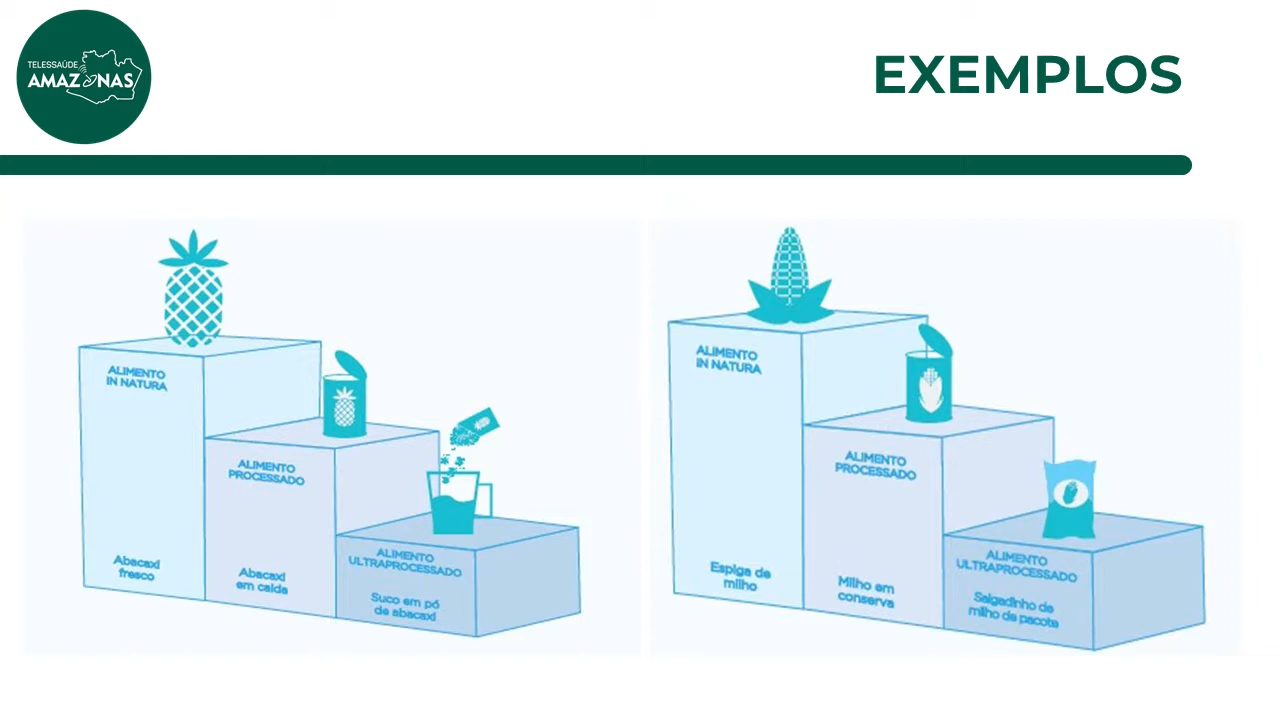 TELESSAÚDE
AMAZONAS
EXEMPLOS
ALIMENTO
IN NATURA
Abacaxi
fresco
ALIMENTO
PROCESSADO
Abacaxi
em calda
ALIMENTO
ULTRAPROCESSADO
Suco em pó
de abacaxi
ALIMENTO
IN NATURA
Espiga de
milho
ALIMENTO
PROCESSADO
Milho em
conserva
ALIMENTO
ULTRAPROCESSADO
Salgadinho de
milho de pacote